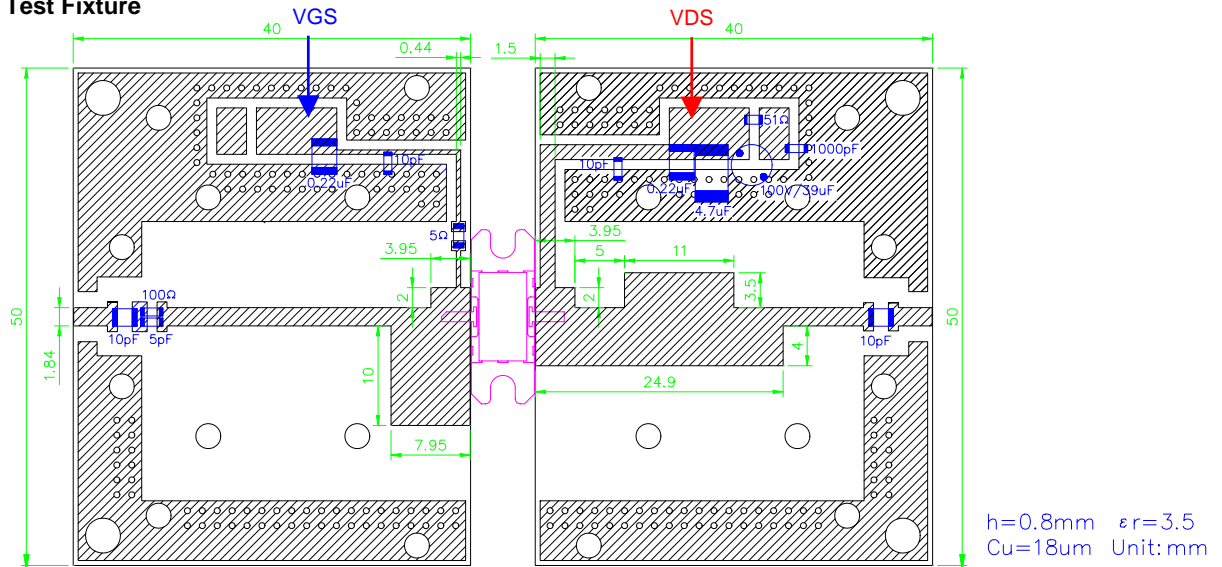 Test Fixture
VGS
VDS
40
40
0.44
1.5
51Ω
1000pF
10pF
10pF
0.22uF
0.22uF
100V/39uF
4.7uF
5Ω
3.95
3.95
5
11
2
2
3.5
100Ω
50
50
10pF
5pF
10pF
1.84
4
10
24.9
7.95
h=0.8mm εr=3.5
Cu=18um Unit:mm